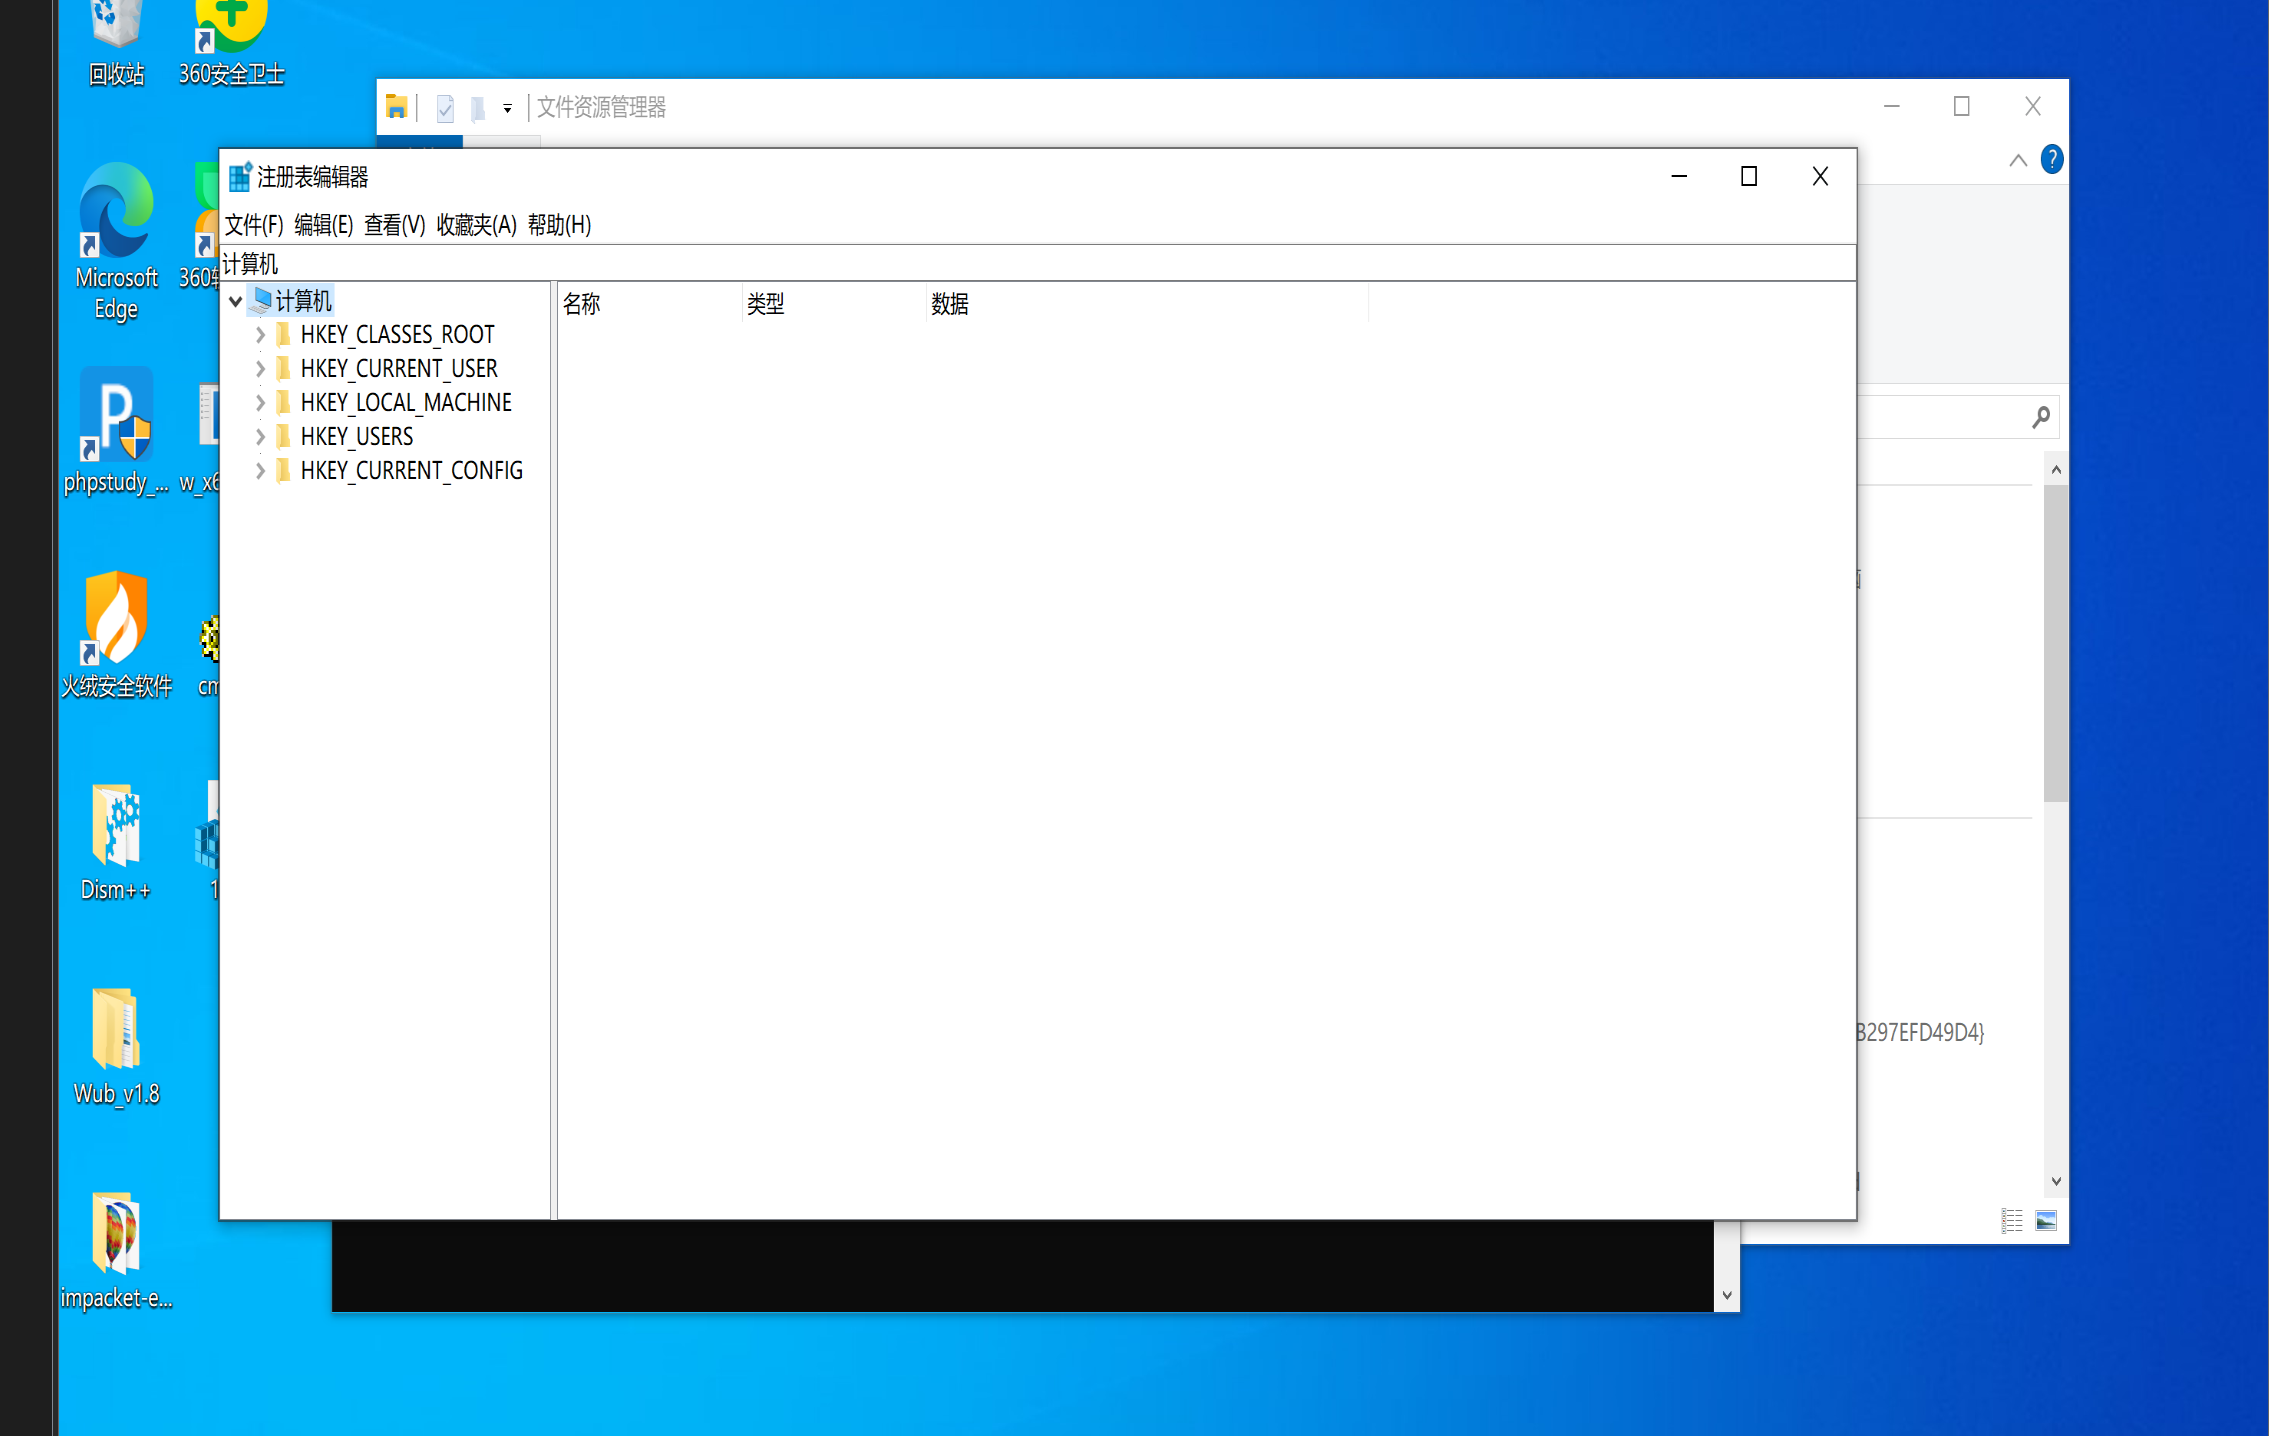 回收站
360安全卫士
文件资源管理器
注册表编辑器
文件(F) 编辑(E) 查看(V) 收藏夹(A) 帮助(H)
计算机
计算机
名称 类型 数据
HKEY_CLASSES_ROOT
HKEY_CURRENT_USER
HKEY_LOCAL_MACHINE
HKEY_USERS
HKEY_CURRENT_CONFIG
Microsoft
Edge
360
phpstudy_...
w_x6
火绒安全软件
Dism++
1
Wub_v1.8
impacket-e...
B297EFD49D4}